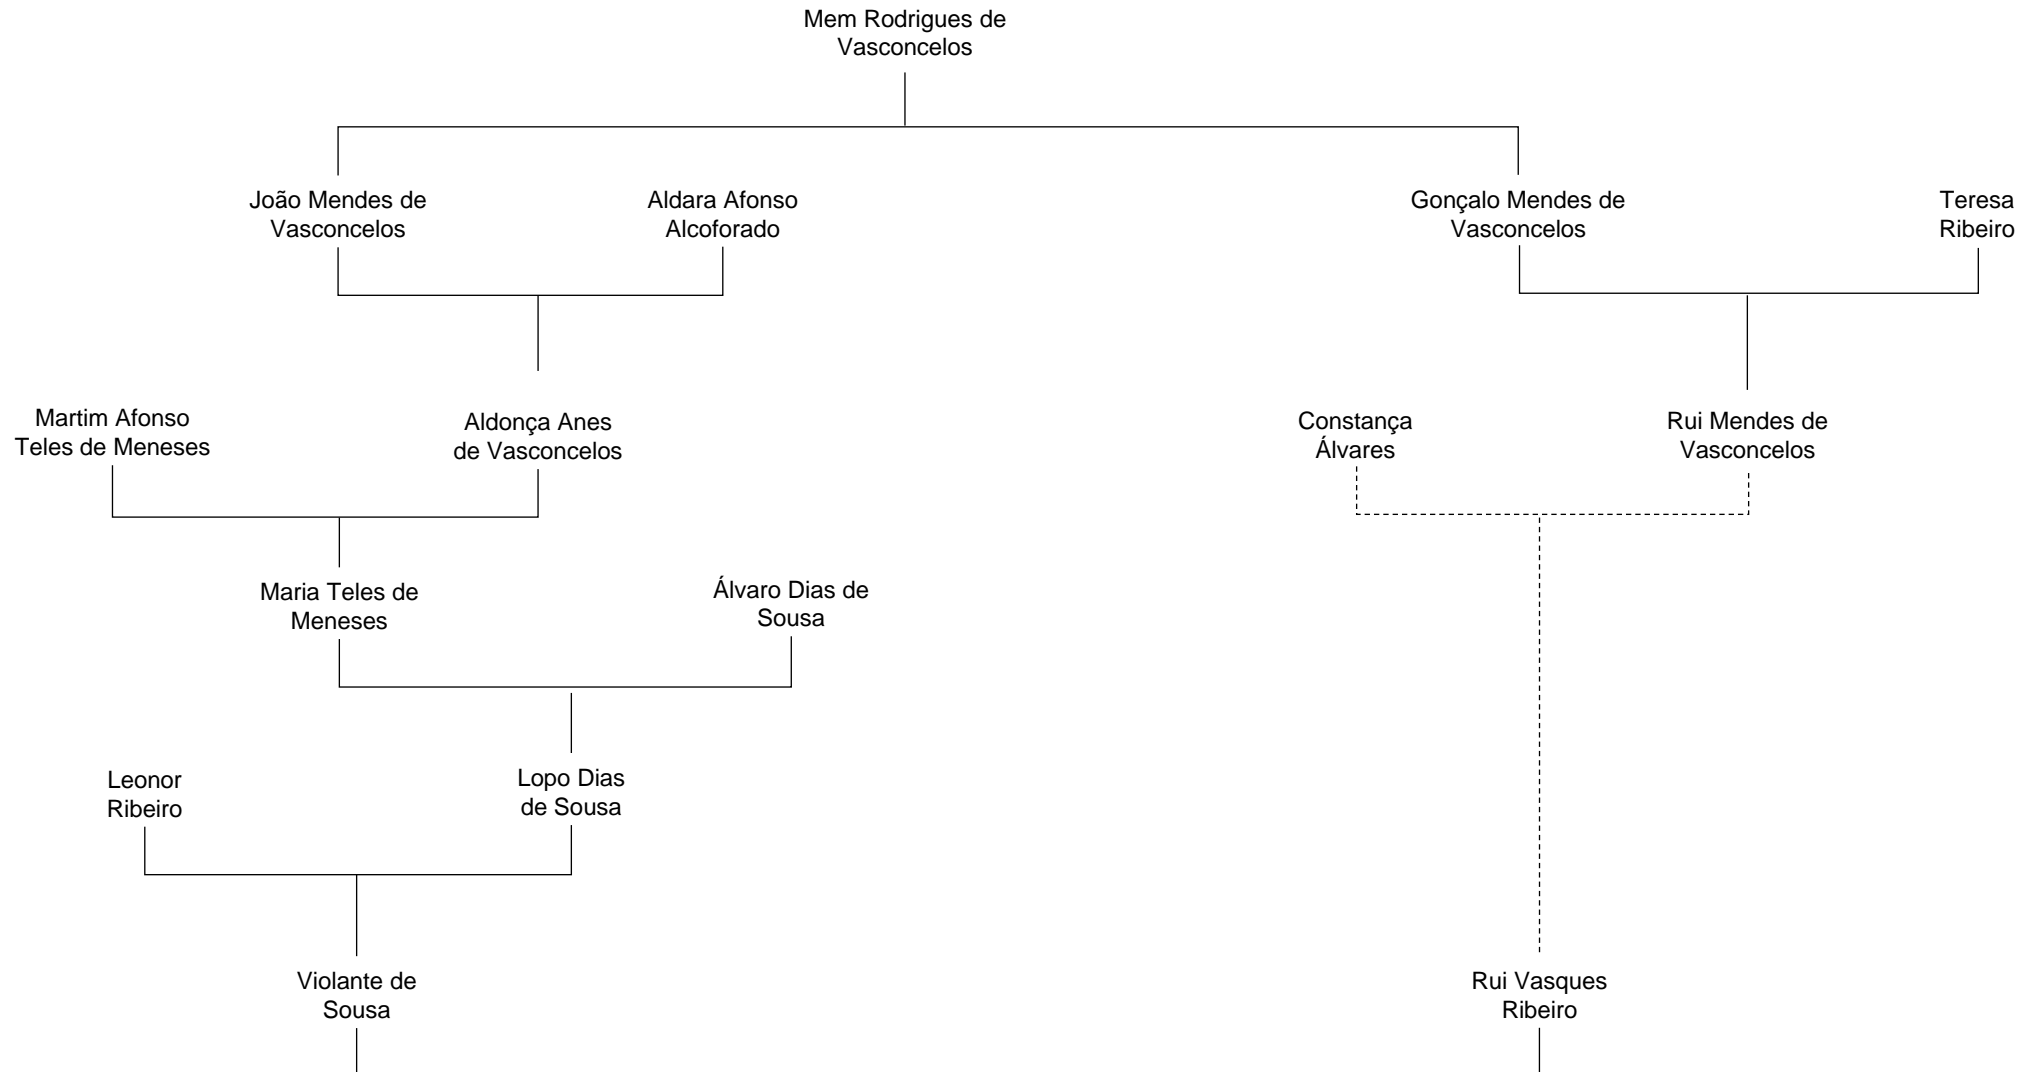 Mem Rodrigues de
Vasconcelos
João Mendes de
Vasconcelos
Aldara Afonso
Alcoforado
Gonçalo Mendes de
Vasconcelos
Teresa
Ribeiro
Martim Afonso
Teles de Meneses
Aldonça Anes
de Vasconcelos
Constança
Álvares
Rui Mendes de
Vasconcelos
Maria Teles de
Meneses
Álvaro Dias de
Sousa
Leonor
Ribeiro
Lopo Dias
de Sousa
Violante de
Sousa
Rui Vasques
Ribeiro